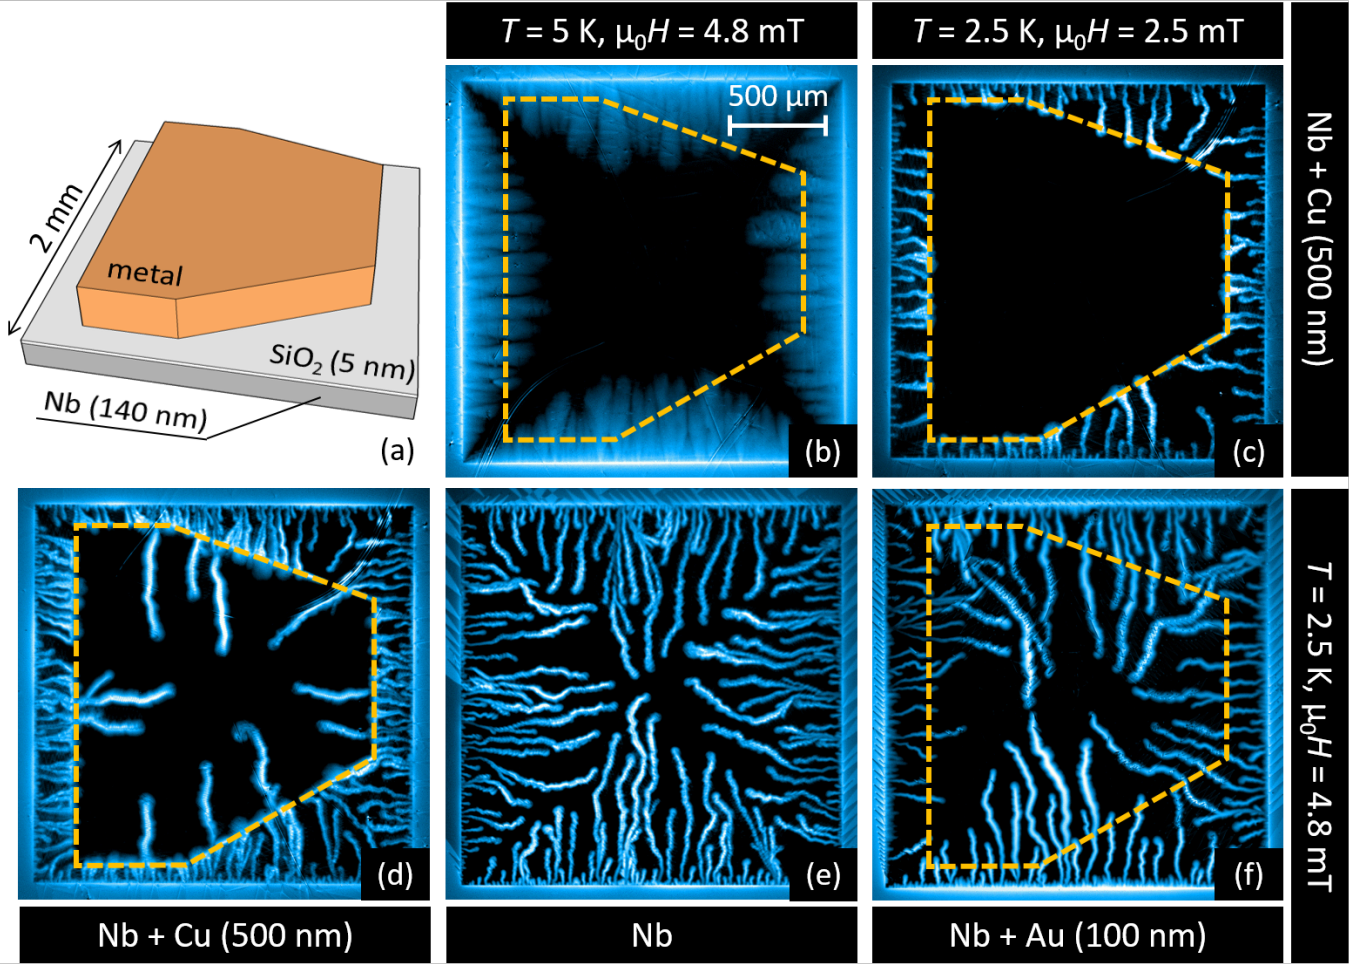 T = 5 K, μ₀H = 4.8 mT
T = 2.5 K, μ₀H = 2.5 mT
2 mm
metal
SiO₂ (5 nm)
Nb (140 nm)
(a)
500 μm
(b)
(c)
Nb + Cu (500 nm)
(d)
(e)
(f)
T = 2.5 K, μ₀H = 4.8 mT
Nb + Cu (500 nm)
Nb
Nb + Au (100 nm)